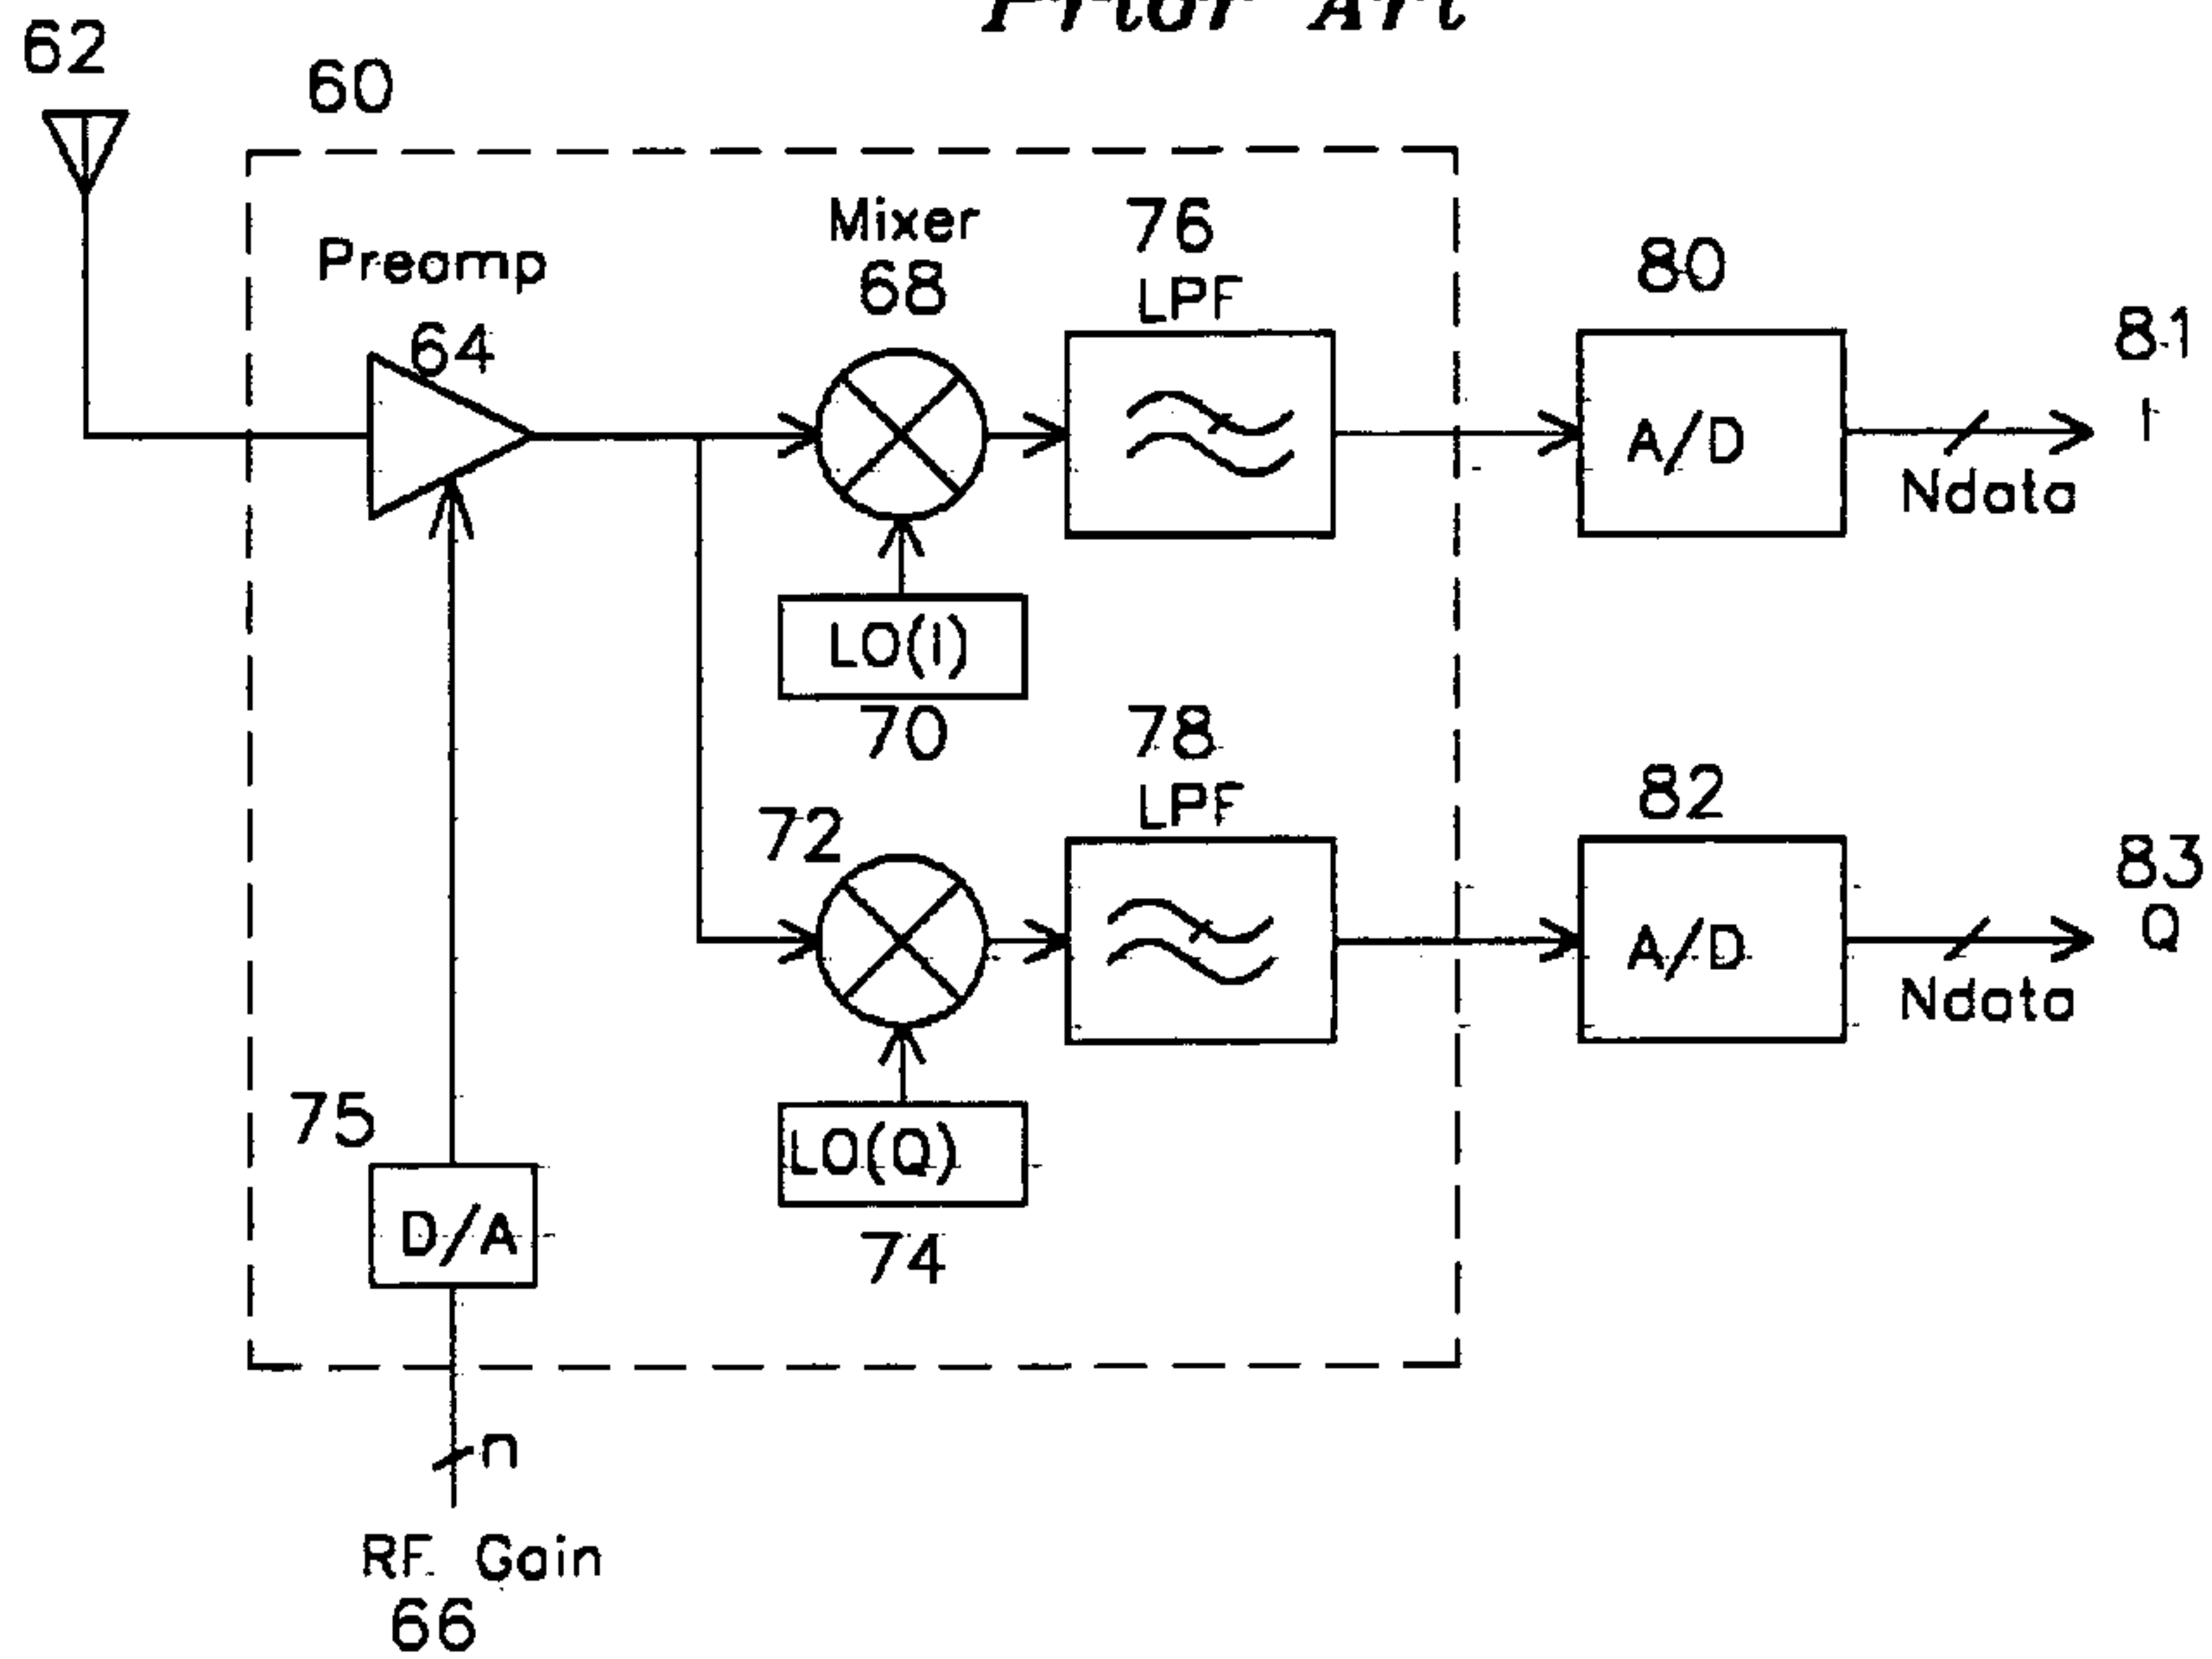 Prior Art
62
60
Preamp
64
Mixer
68
76
LPF
80
81
I
A/D
Ndata
LO(I)
70
78
LPF
72
82
83
Q
A/D
Ndata
LO(Q)
74
75
D/A
n
RF Gain
66